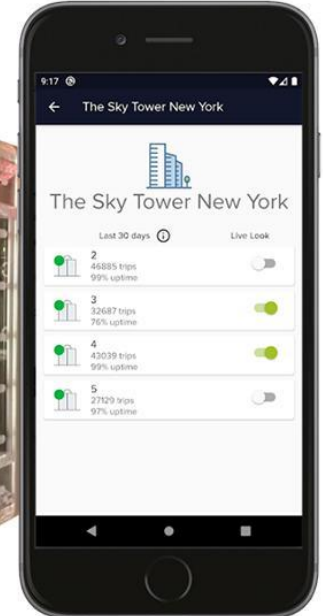 9:17
The Sky Tower New York
The Sky Tower New York
Last 30 days Live Look
2
46885 trips
99% uptime
3
32687 trips
76% uptime
4
43039 trips
99% uptime
5
27129 trips
97% uptime